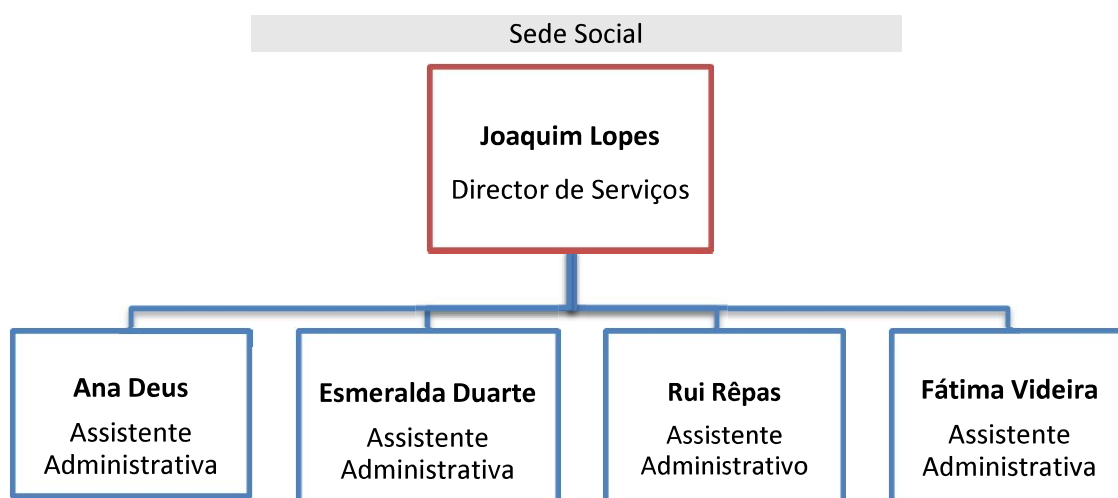 Sede Social
Joaquim Lopes
Director de Serviços
Ana Deus
Assistente
Administrativa
Esmeralda Duarte
Assistente
Administrativa
Rui Rêpas
Assistente
Administrativo
Fátima Videira
Assistente
Administrativa